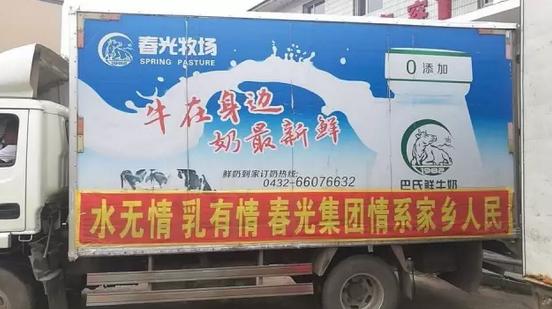 春光牧场
SPRING PASTURE
0 添加
牛在身边
奶最新鲜
鲜奶到家订奶热线:
0432-66076632
1982
巴氏鲜牛奶
水无情 乳有情 春光集团情系家乡人民